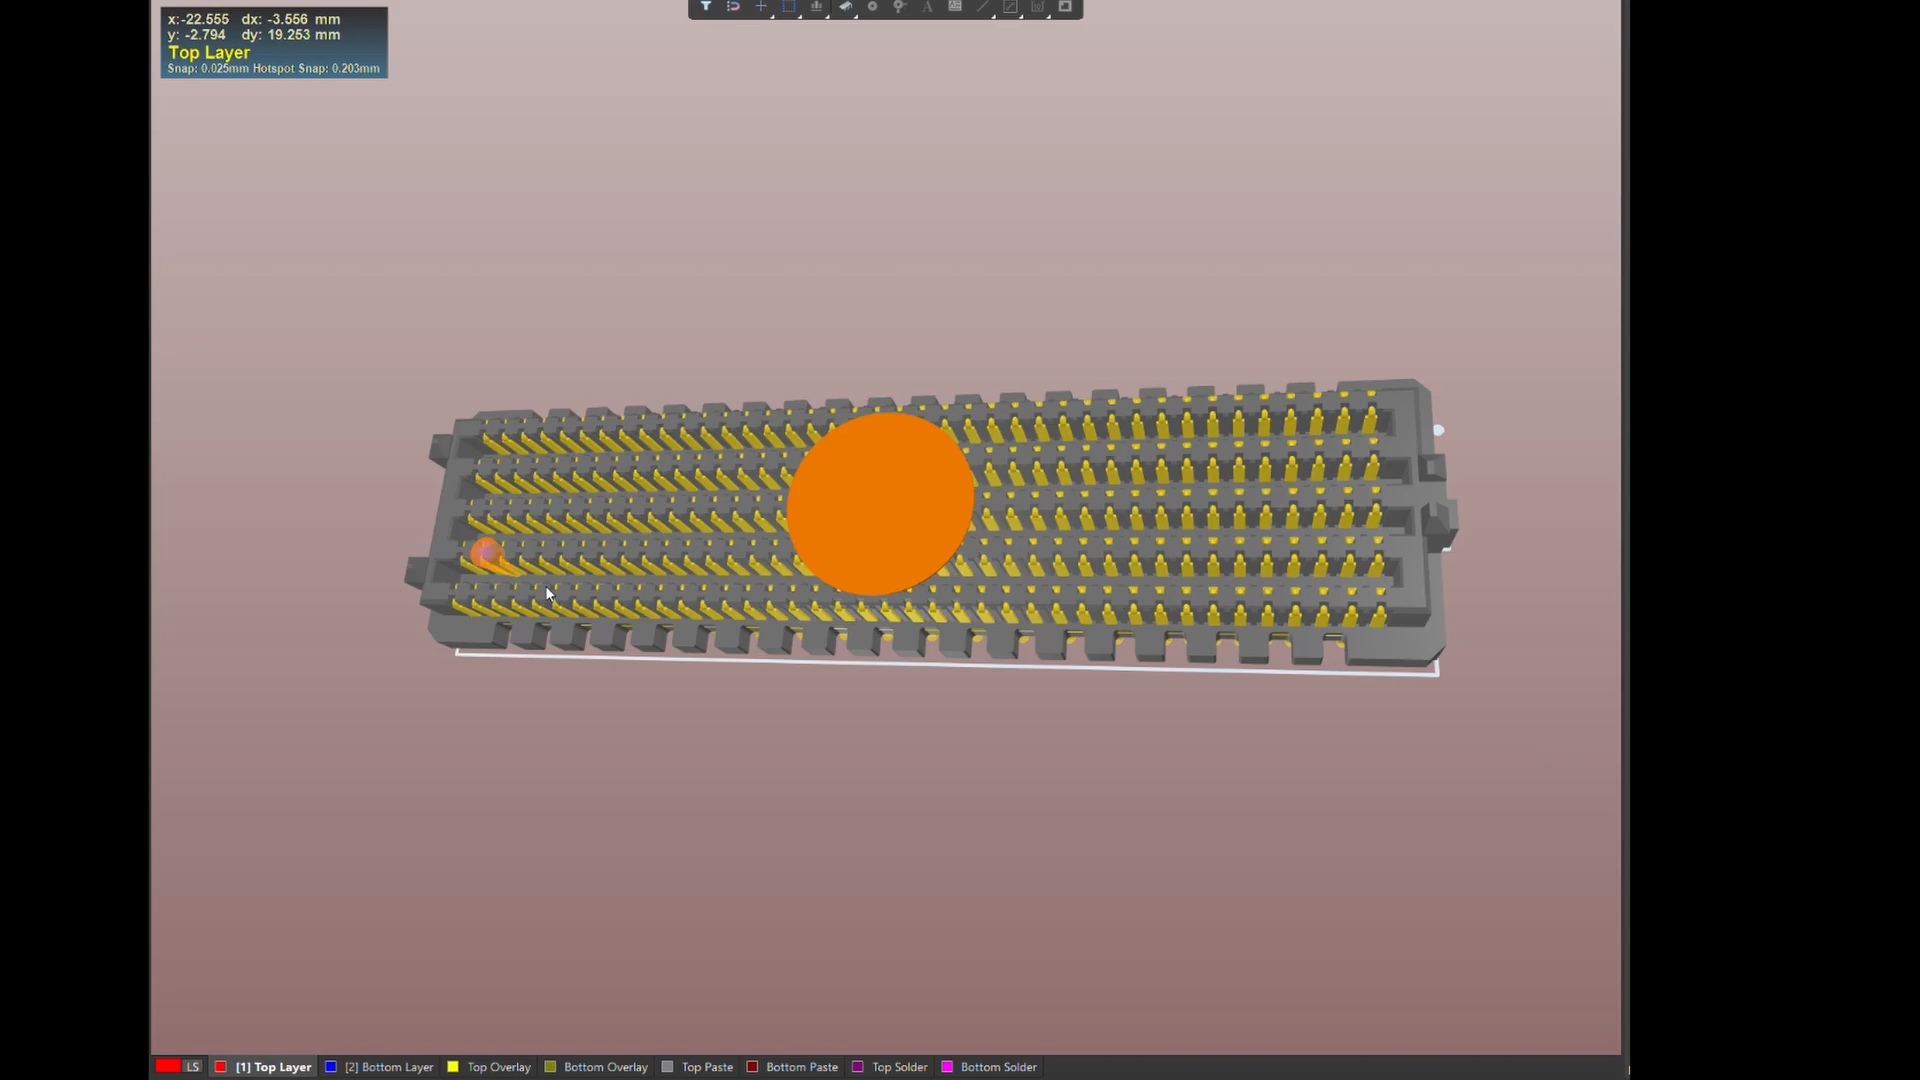 x:-22.555 dx: -3.556 mm
y: -2.794 dy: 19.253 mm
Top Layer
Snap: 0.025mm Hotspot Snap: 0.203mm
LS [1] Top Layer [2] Bottom Layer Top Overlay Bottom Overlay Top Paste Bottom Paste Top Solder Bottom Solder